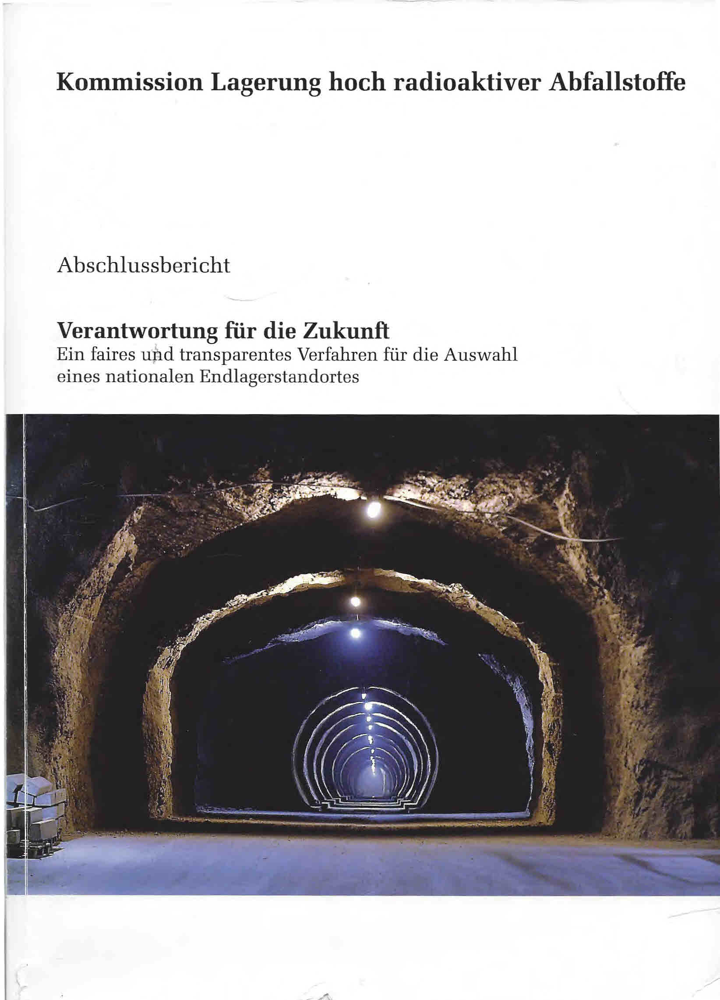 Kommission Lagerung hoch radioaktiver Abfallstoffe
Abschlussbericht
Verantwortung für die Zukunft
Ein faires und transparentes Verfahren für die Auswahl
eines nationalen Endlagerstandortes